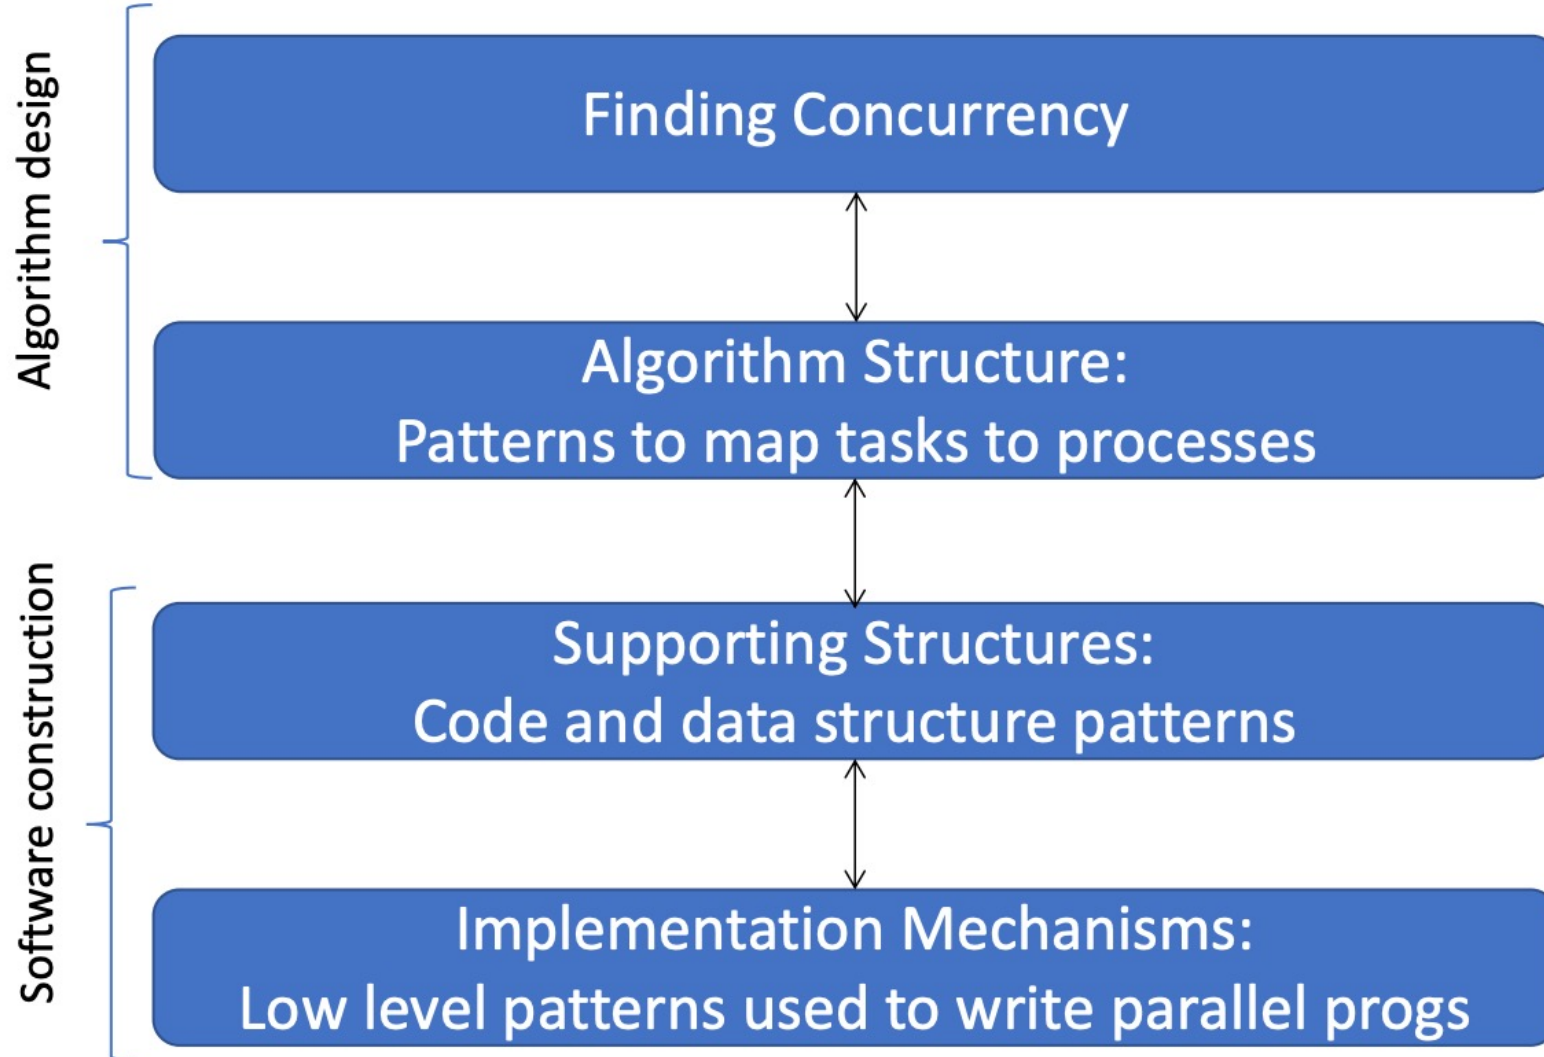 Algorithm design
Finding Concurrency
Algorithm Structure:
Patterns to map tasks to processes
Software construction
Supporting Structures:
Code and data structure patterns
Implementation Mechanisms:
Low level patterns used to write parallel progs